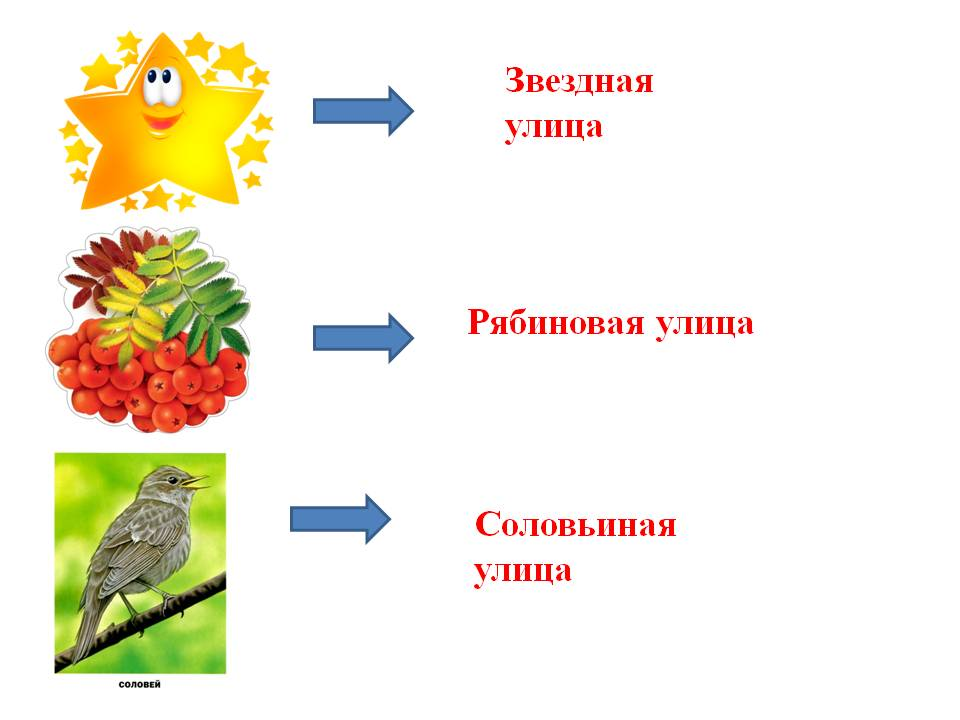 Звездная
улица
Рябиновая улица
Соловьиная
улица
СОЛОВЕЙ